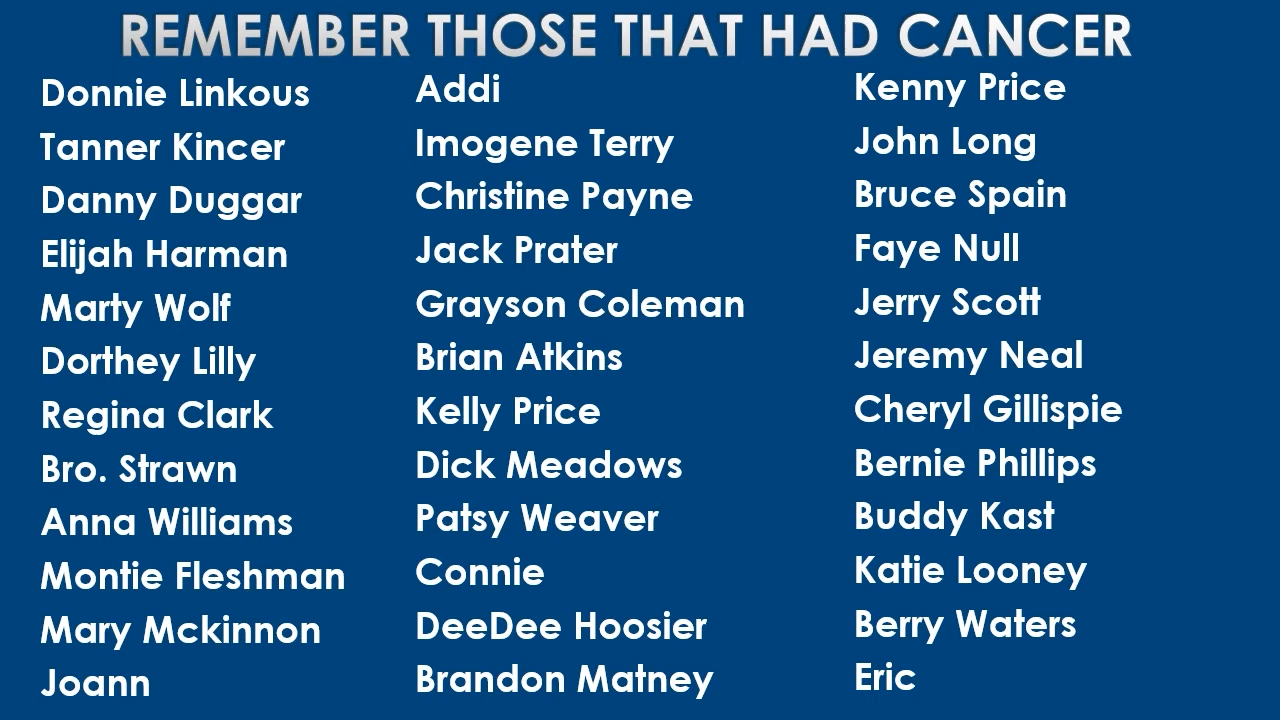 REMEMBER THOSE THAT HAD CANCER
Donnie Linkous
Tanner Kincer
Danny Duggar
Elijah Harman
Marty Wolf
Dorthey Lilly
Regina Clark
Bro. Strawn
Anna Williams
Montie Fleshman
Mary Mckinnon
Joann
Addi
Imogene Terry
Christine Payne
Jack Prater
Grayson Coleman
Brian Atkins
Kelly Price
Dick Meadows
Patsy Weaver
Connie
DeeDee Hoosier
Brandon Matney
Kenny Price
John Long
Bruce Spain
Faye Null
Jerry Scott
Jeremy Neal
Cheryl Gillispie
Bernie Phillips
Buddy Kast
Katie Looney
Berry Waters
Eric